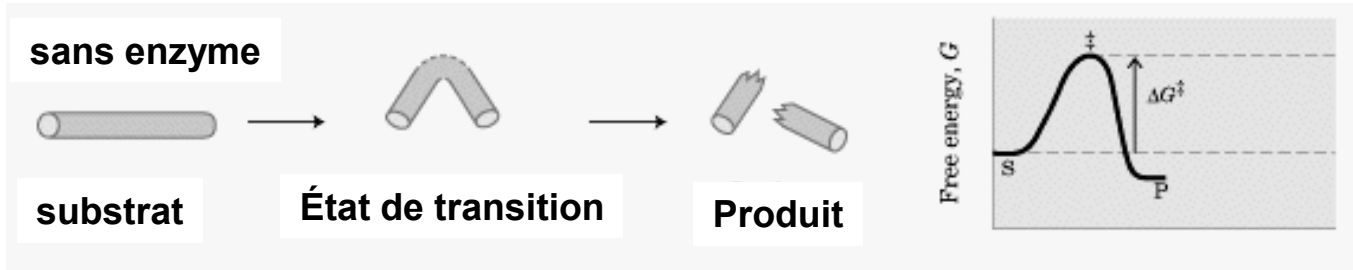 sans enzyme
substrat
État de transition
Produit
Free energy, G
‡
ΔG‡
S
P